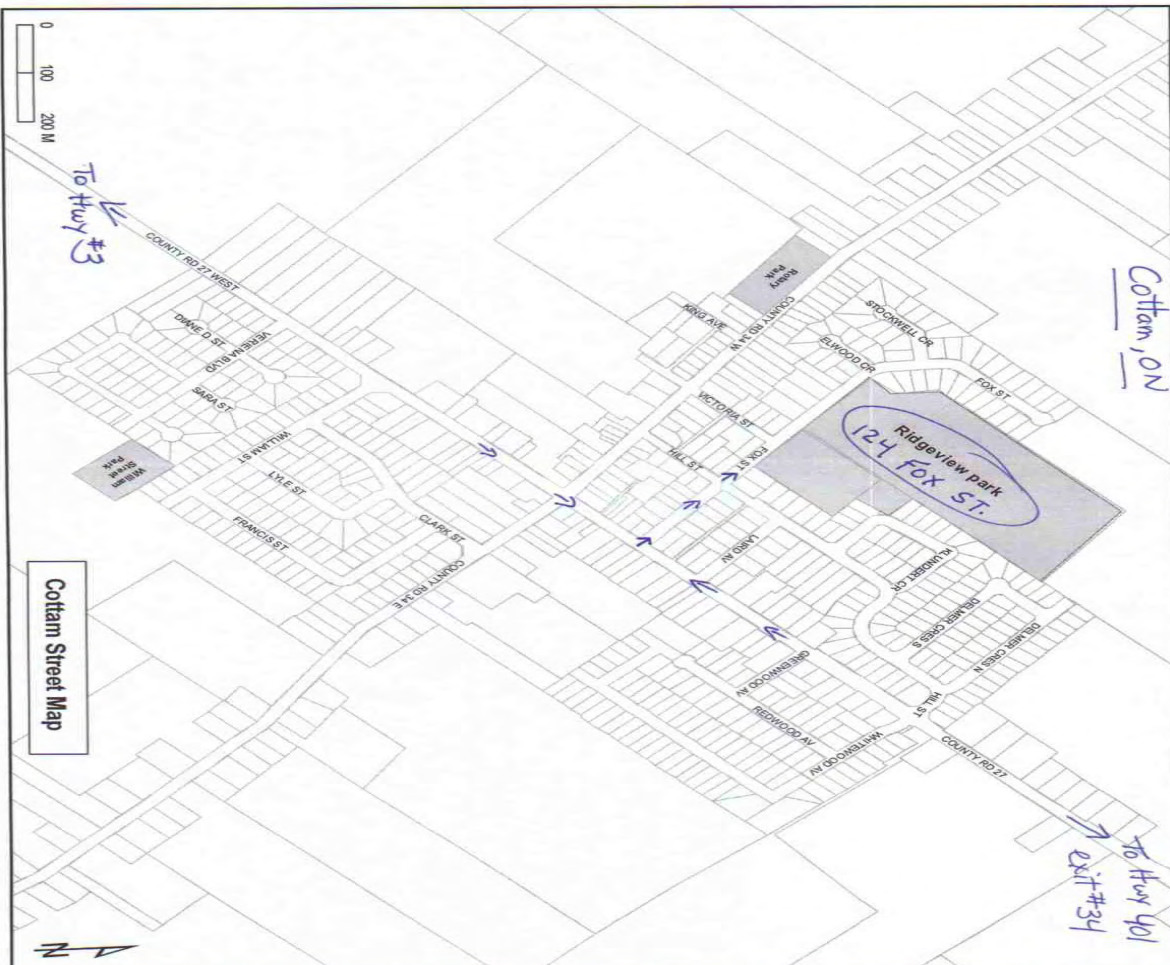 Cottam, ON
0 100 200 M
To Hwy #3
COUNTY RD 27 WEST
DIANE D ST
VERIENA BLVD
SARA ST
WILLIAM ST
William
Street
Park
LYLE ST
FRANCIS ST
CLARK ST
COUNTY RD 34 E
Rotary
Park
KING AVE
COUNTY RD 34 W
STOCKWELL CR
ELWOOD CR
FOX ST
VICTORIA ST
HILL ST
FOX ST
Ridgeview park
124 FOX ST.
LAIRD AV
KLUNDERT CR
DELMER CRES S
DELMER CRES N
HILL ST
GREENWOOD AV
REDWOOD AV
WHITEWOOD AV
COUNTY RD 27
To Hwy 401
exit #34
Cottam Street Map
N